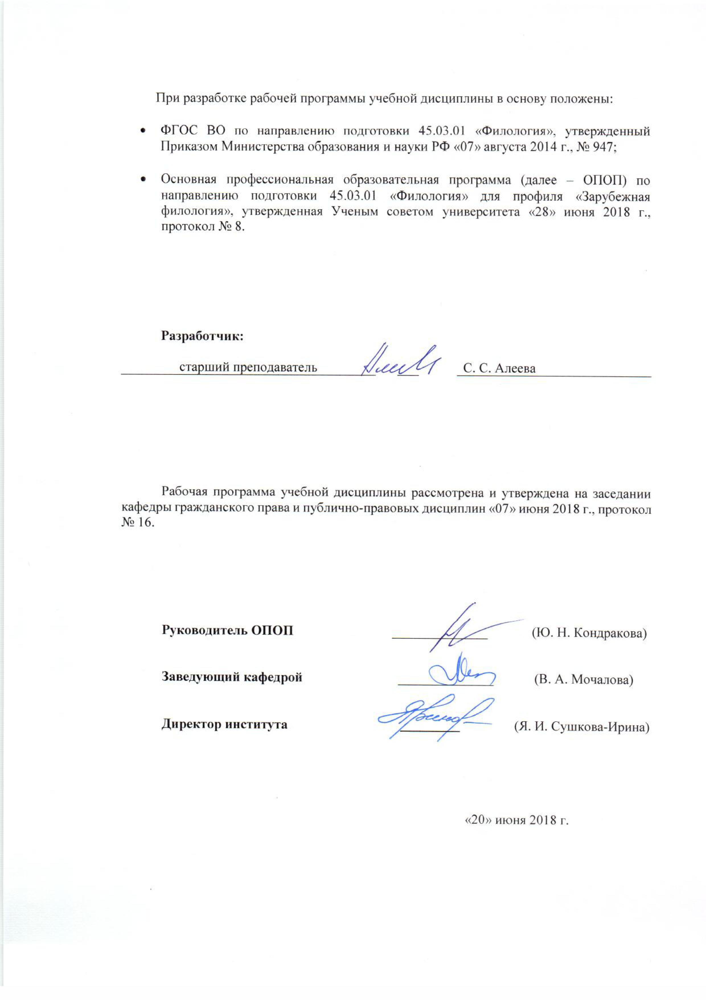 При разработке рабочей программы учебной дисциплины в основу положены:
• ФГОС ВО по направлению подготовки 45.03.01 «Филология», утвержденный
Приказом Министерства образования и науки РФ «07» августа 2014 г., № 947;
• Основная профессиональная образовательная программа (далее – ОПОП) по
направлению подготовки 45.03.01 «Филология» для профиля «Зарубежная
филология», утвержденная Ученым советом университета «28» июня 2018 г.,
протокол № 8.
Разработчик:
старший преподаватель С. С. Алеева
Рабочая программа учебной дисциплины рассмотрена и утверждена на заседании
кафедры гражданского права и публично-правовых дисциплин «07» июня 2018 г., протокол
№ 16.
Руководитель ОПОП (Ю. Н. Кондракова)
Заведующий кафедрой (В. А. Мочалова)
Директор института (Я. И. Сушкова-Ирина)
«20» июня 2018 г.